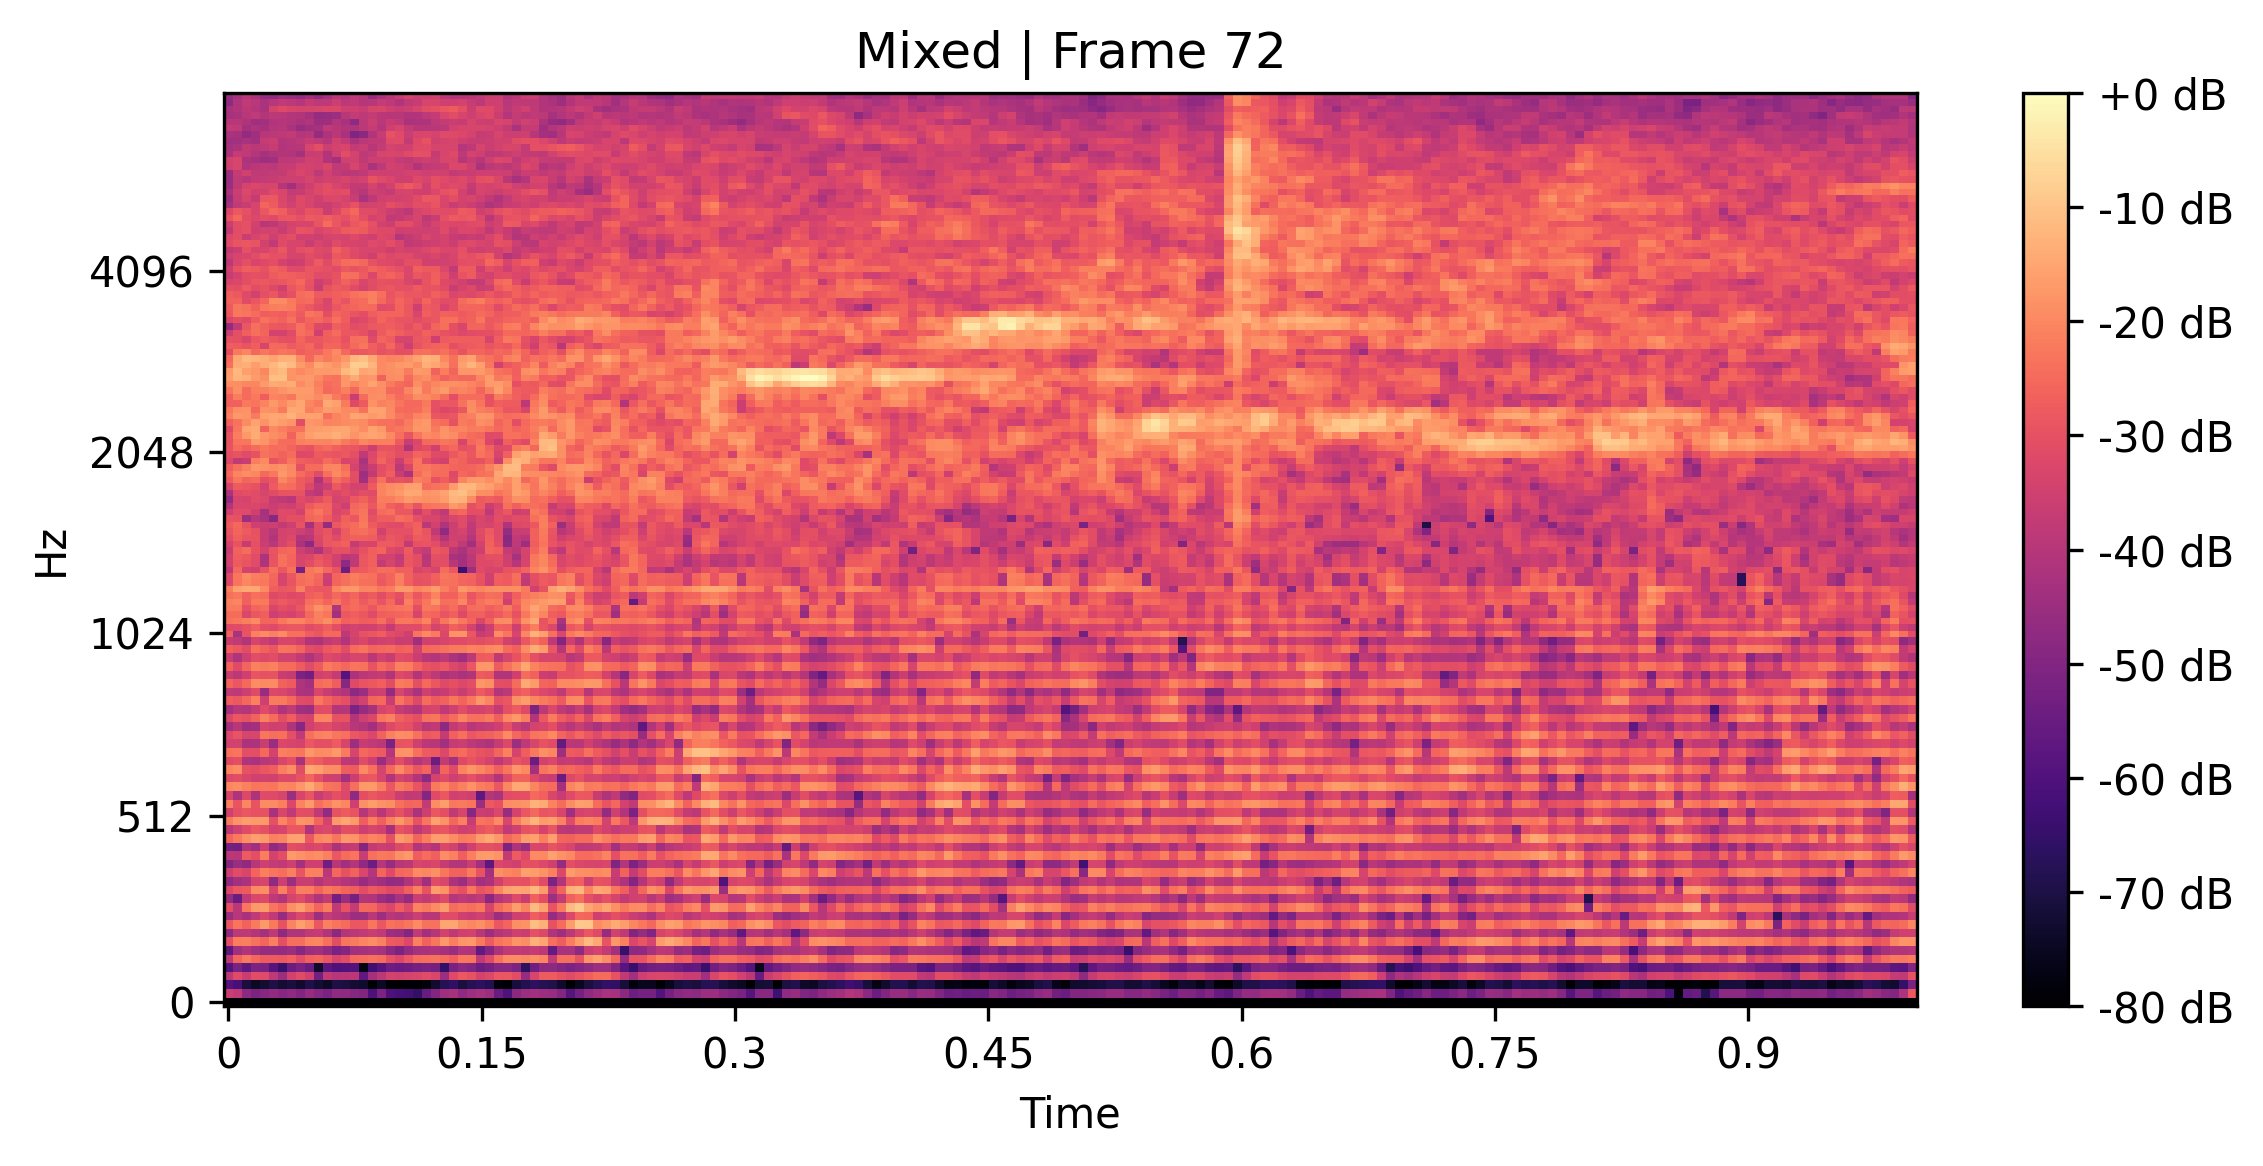 Mixed | Frame 72
+0 dB
-10 dB
-20 dB
-30 dB
-40 dB
-50 dB
-60 dB
-70 dB
-80 dB
Hz
4096
2048
1024
512
0
0 0.15 0.3 0.45 0.6 0.75 0.9
Time